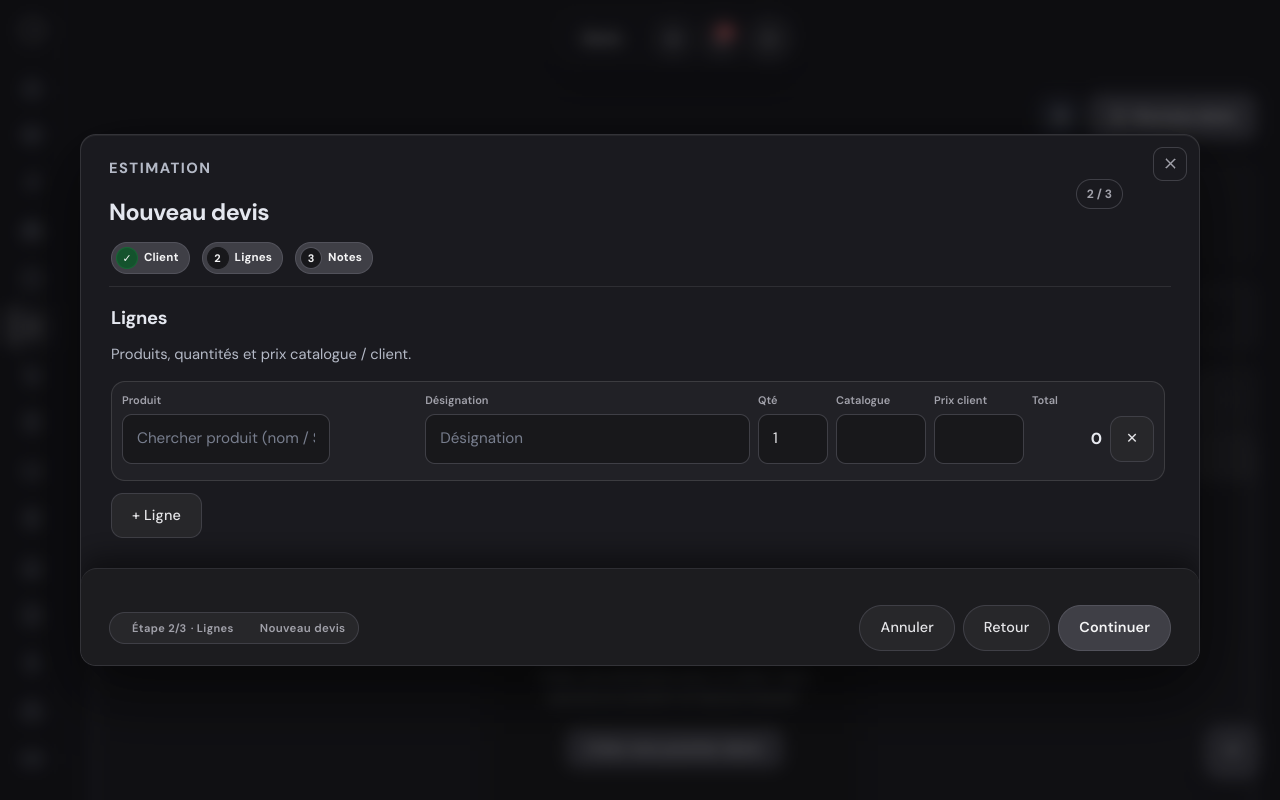 ESTIMATION
2 / 3
Nouveau devis
✓ Client 2 Lignes 3 Notes
Lignes
Produits, quantités et prix catalogue / client.
Produit Désignation Qté Catalogue Prix client Total
Chercher produit (nom / Désignation 1 0 ×
+ Ligne
Étape 2/3 · Lignes Nouveau devis
Annuler Retour Continuer